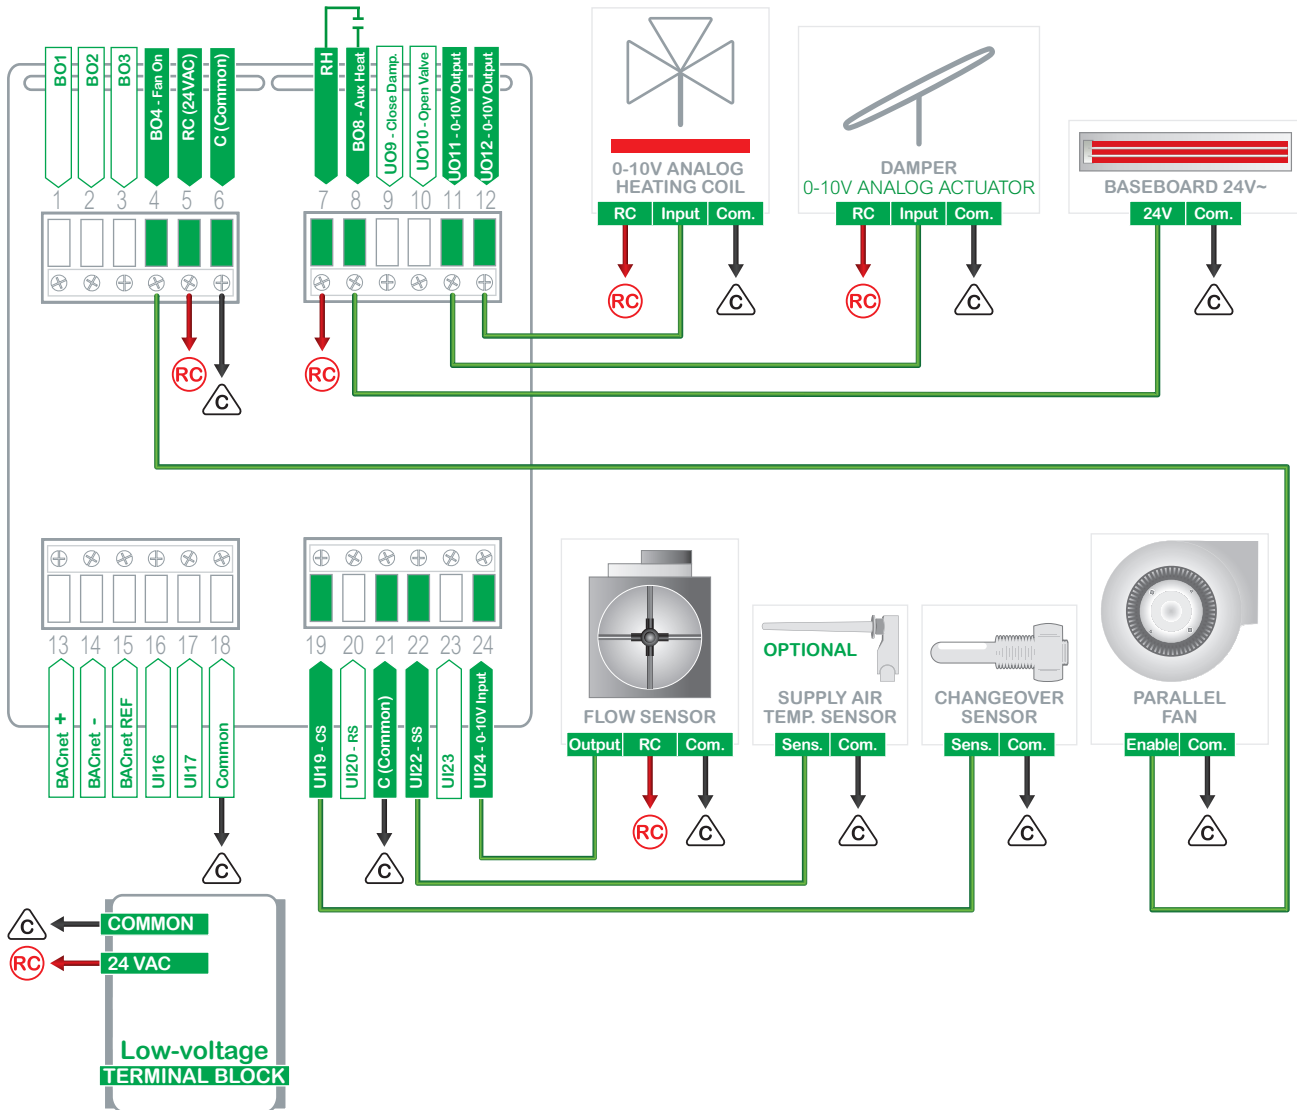 BO1
BO2
BO3
BO4 - Fan On
RC (24VAC)
C (Common)
RH
BO8 - Aux Heat
UO9 - Close Damp.
UO10 - Open Valve
UO11 - 0-10V Output
UO12 - 0-10V Output
1 2 3 4 5 6
7 8 9 10 11 12
RC
C
RC
0-10V ANALOG
HEATING COIL
RC Input Com.
RC
C
DAMPER
0-10V ANALOG ACTUATOR
RC Input Com.
RC
C
BASEBOARD 24V~
24V Com.
C
13 14 15 16 17 18
19 20 21 22 23 24
BACnet +
BACnet -
BACnet REF
UI16
UI17
Common
UI19 - CS
UI20 - RS
C (Common)
UI22 - SS
UI23
UI24 - 0-10V Input
C
C
FLOW SENSOR
Output RC Com.
RC
C
OPTIONAL
SUPPLY AIR
TEMP. SENSOR
Sens. Com.
C
CHANGEOVER
SENSOR
Sens. Com.
C
PARALLEL
FAN
Enable Com.
C
C
COMMON
RC
24 VAC
Low-voltage
TERMINAL BLOCK